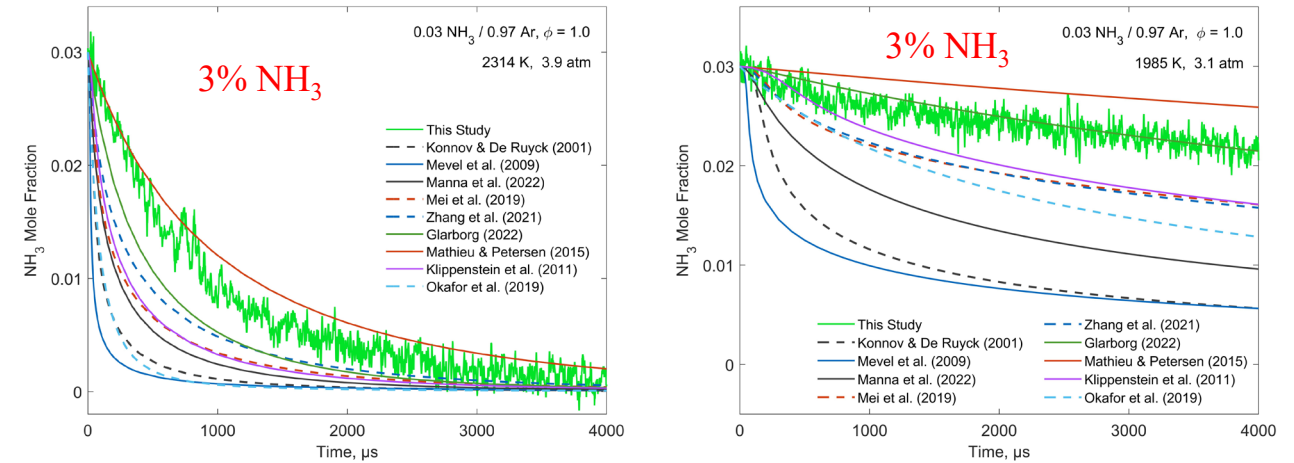 0.03 NH3 / 0.97 Ar, ϕ = 1.0
2314 K, 3.9 atm
3% NH3
This Study
Konnov & De Ruyck (2001)
Mevel et al. (2009)
Manna et al. (2022)
Mei et al. (2019)
Zhang et al. (2021)
Glarborg (2022)
Mathieu & Petersen (2015)
Klippenstein et al. (2011)
Okafor et al. (2019)
NH3 Mole Fraction
0.03
0.02
0.01
0
0 1000 2000 3000 4000
Time, µs
0.03 NH3 / 0.97 Ar, ϕ = 1.0
1985 K, 3.1 atm
3% NH3
NH3 Mole Fraction
0.03
0.02
0.01
0
This Study
Konnov & De Ruyck (2001)
Mevel et al. (2009)
Manna et al. (2022)
Mei et al. (2019)
Zhang et al. (2021)
Glarborg (2022)
Mathieu & Petersen (2015)
Klippenstein et al. (2011)
Okafor et al. (2019)
0 1000 2000 3000 4000
Time, µs